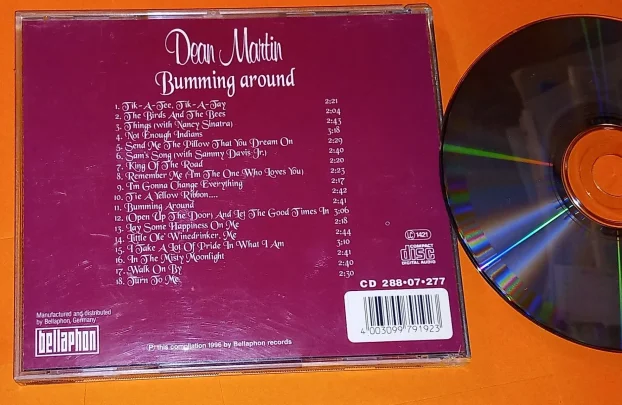 Dean Martin
Bumming around
1. Tik-A-Tee, Tik-A-Tay 2:21
2. The Birds And The Bees 2:04
3. Things (with Nancy Sinatra) 2:43
4. Not Enough Indians 3:18
5. Send Me The Pillow That You Dream On 2:29
6. Sam's Song (with Sammy Davis Jr.) 2:40
7. King Of The Road 2:20
8. Remember Me (I'm The One Who Loves You) 2:23
9. I'm Gonna Change Everything 2:17
10. Tie A Yellow Ribbon.... 2:42
11. Bumming Around 2:41
12. (Open Up The Door) And Let The Good Times In 3:06
13. Lay Some Happiness On Me 2:18
14. Little Ole' Winedrinker, Me 2:44
15. I Take A Lot Of Pride In What I Am 3:10
16. In The Misty Moonlight 2:41
17. Walk On By 2:40
18. Turn To Me 2:30
LC 1421
COMPACT
disc
DIGITAL AUDIO
CD 288•07•277
4 003099 791923
Manufactured and distributed
by Bellaphon, Germany
bellaphon
P: this compilation 1996 by Bellaphon records